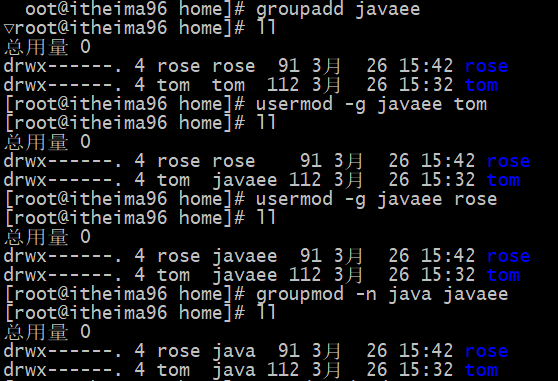 oot@itheima96 home]# groupadd javaee
▽root@itheima96 home]# ll
总用量 0
drwx------. 4 rose rose  91 3月  26 15:42 rose
drwx------. 4 tom  tom  112 3月  26 15:32 tom
[root@itheima96 home]# usermod -g javaee tom
[root@itheima96 home]# ll
总用量 0
drwx------. 4 rose rose    91 3月  26 15:42 rose
drwx------. 4 tom  javaee 112 3月  26 15:32 tom
[root@itheima96 home]# usermod -g javaee rose
[root@itheima96 home]# ll
总用量 0
drwx------. 4 rose javaee  91 3月  26 15:42 rose
drwx------. 4 tom  javaee 112 3月  26 15:32 tom
[root@itheima96 home]# groupmod -n java javaee
[root@itheima96 home]# ll
总用量 0
drwx------. 4 rose java  91 3月  26 15:42 rose
drwx------. 4 tom  java 112 3月  26 15:32 tom